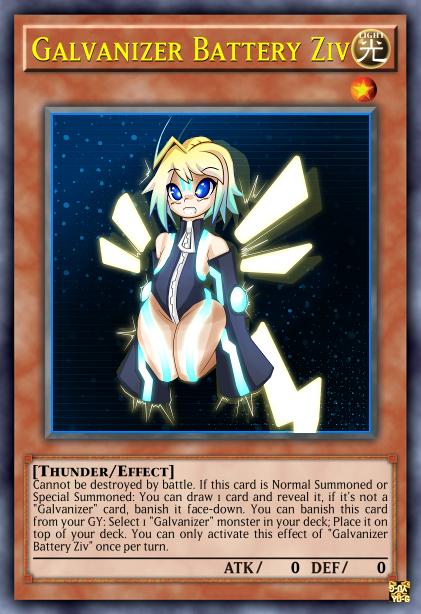 Galvanizer Battery Ziv
LIGHT
光
[Thunder/Effect]
Cannot be destroyed by battle. If this card is Normal Summoned or
Special Summoned: You can draw 1 card and reveal it, if it's not a
"Galvanizer" card, banish it face-down. You can banish this card
from your GY: Select 1 "Galvanizer" monster in your deck; Place it on
top of your deck. You can only activate this effect of "Galvanizer
Battery Ziv" once per turn.
ATK/ 0 DEF/ 0